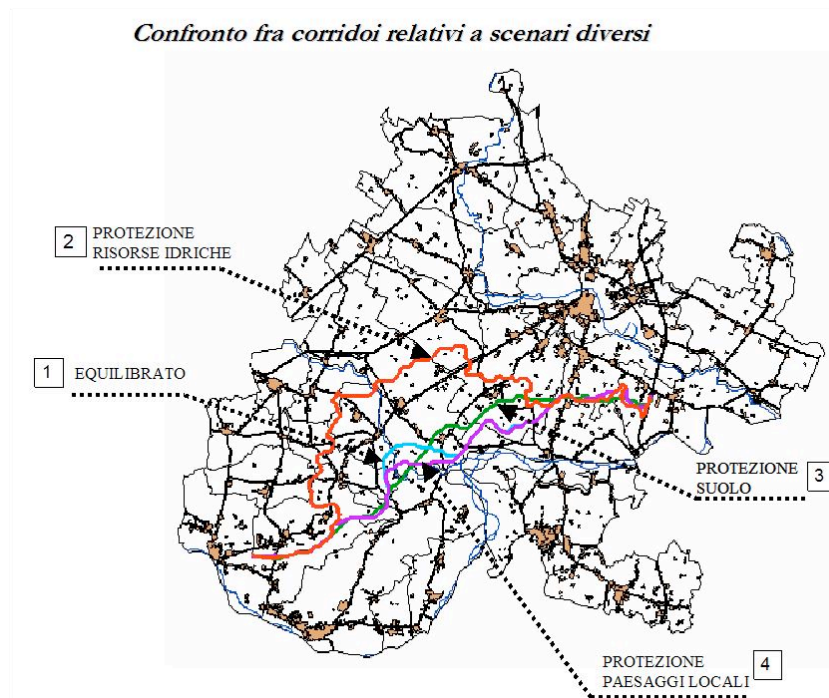 Confronto fra corridoi relativi a scenari diversi
2 PROTEZIONE
RISORSE IDRICHE
1 EQUILIBRATO
PROTEZIONE
SUOLO 3
PROTEZIONE
PAESAGGI LOCALI 4